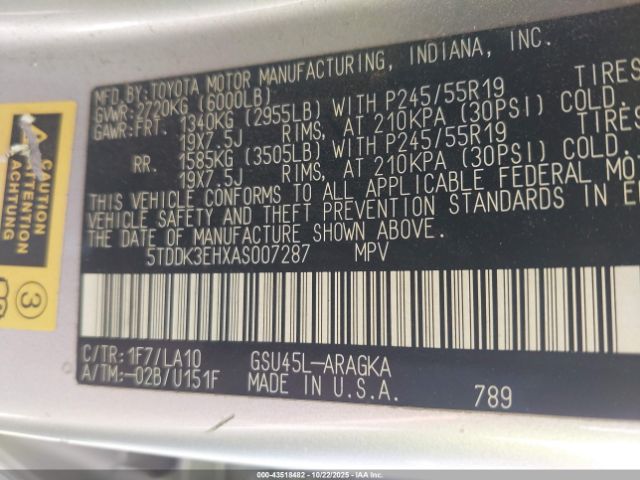 MFD BY:TOYOTA MOTOR MANUFACTURING, INDIANA, INC.
GVWR:2720KG (6000LB)
GAWR:FRT. 1340KG (2955LB) WITH P245/55R19 TIRES
19X7.5J RIMS, AT 210KPA (30PSI) COLD.
RR. 1585KG (3505LB) WITH P245/55R19 TIRES
19X7.5J RIMS, AT 210KPA (30PSI) COLD.
THIS VEHICLE CONFORMS TO ALL APPLICABLE FEDERAL MO
VEHICLE SAFETY AND THEFT PREVENTION STANDARDS IN E
THE DATE OF MANUFACTURE SHOWN ABOVE.
5TDDK3EHXAS007287 MPV
C/TR:1F7/LA10 GSU45L-ARAGKA
A/TM:-02B/U151F MADE IN U.S.A.
789
CAUTION
ATTENTION
ACHTUNG
3
000-43518482 - 10/22/2025 - IAAI.COM